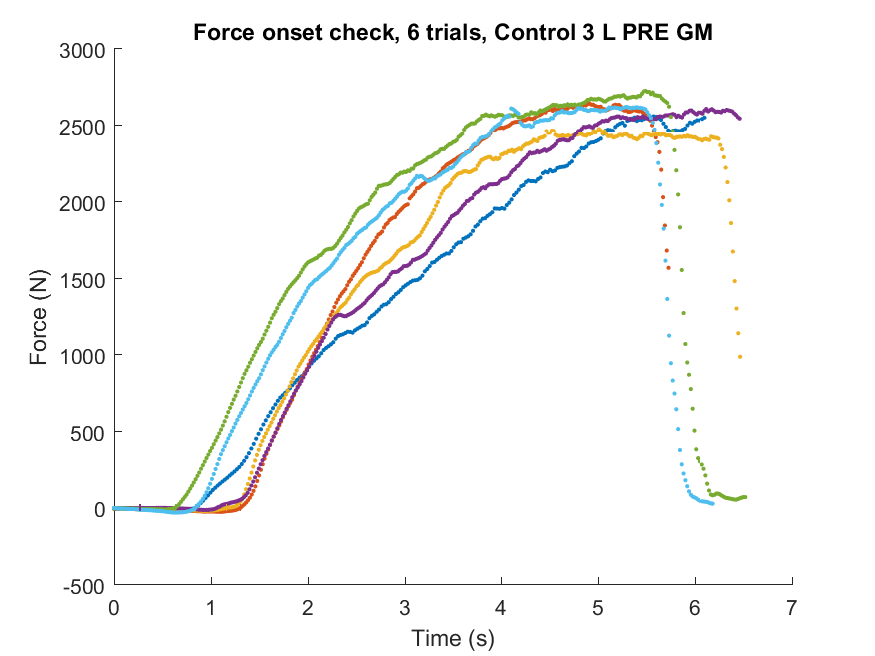 Force onset check, 6 trials, Control 3 L PRE GM
3000
2500
2000
1500
1000
500
0
-500
Force (N)
0 1 2 3 4 5 6 7
Time (s)